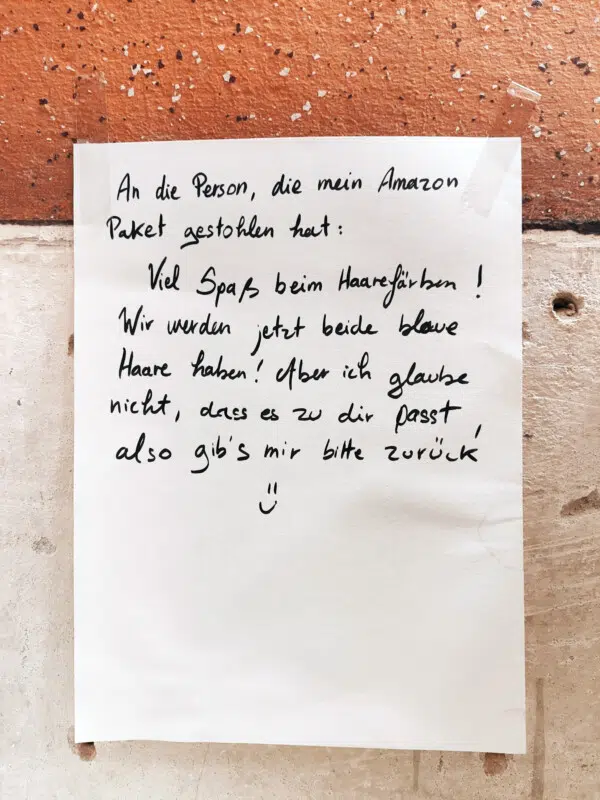 An die Person, die mein Amazon
Paket gestohlen hat:
Viel Spaß beim Haarefärben!
Wir werden jetzt beide blaue
Haare haben! Aber ich glaube
nicht, dass es zu dir passt,
also gib's mir bitte zurück